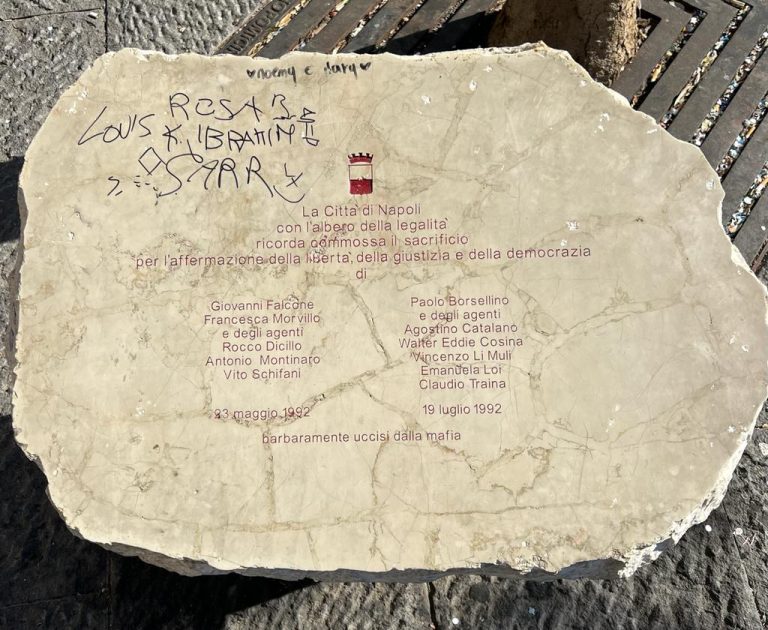 ♥noemy e dary♥
ROSA B
LOUIS K. IBRAHIM
SARR
La Città di Napoli
con l'albero della legalità
ricorda commossa il sacrificio
per l'affermazione della libertà, della giustizia e della democrazia
di
Giovanni Falcone
Francesca Morvillo
e degli agenti
Rocco Dicillo
Antonio Montinaro
Vito Schifani
23 maggio 1992
Paolo Borsellino
e degli agenti
Agostino Catalano
Walter Eddie Cosina
Vincenzo Li Muli
Emanuela Loi
Claudio Traina
19 luglio 1992
barbaramente uccisi dalla mafia